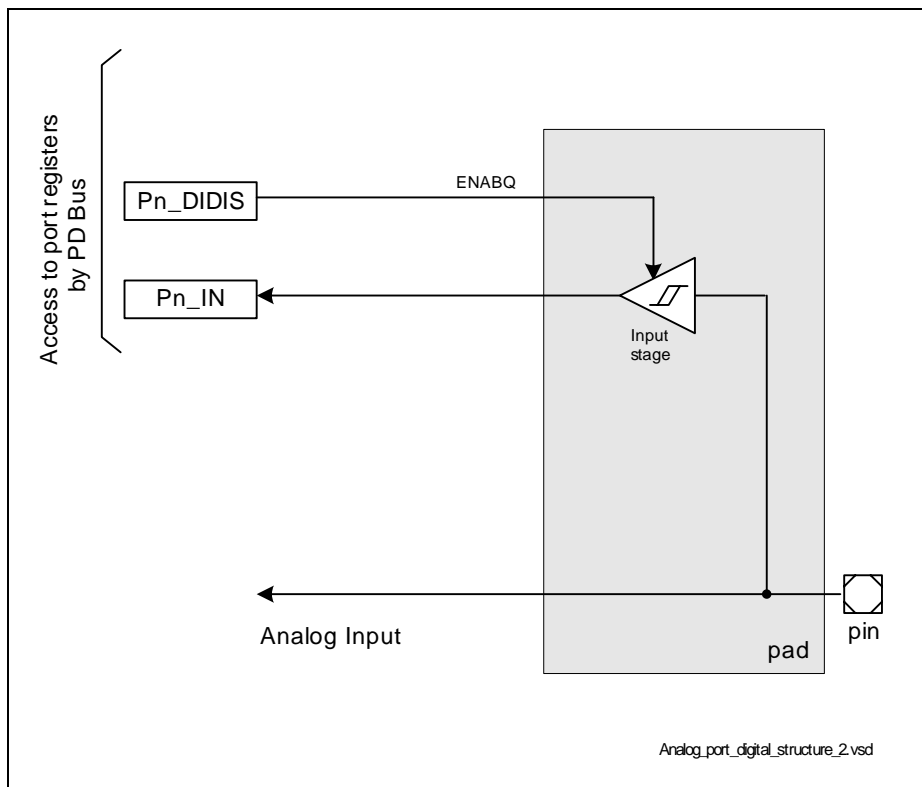 Access to port registers
by PD Bus
Pn_DIDIS
ENABQ
Pn_IN
Input
stage
Analog Input
pad
pin
Analog_port_digital_structure_2.vsd